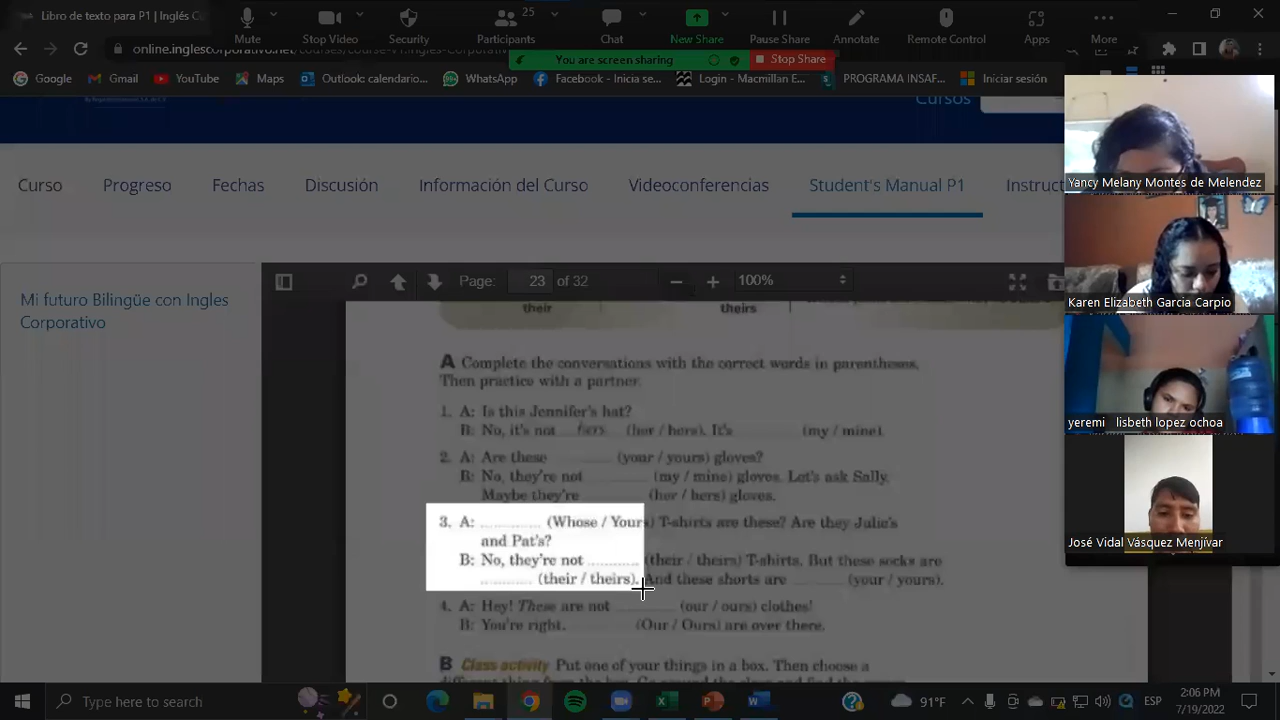 Libro de texto para P1 | Inglés C
Mute
Stop Video
Security
25
Participants
Chat
New Share
Pause Share
Annotate
Remote Control
Apps
More
online.inglescorporativo.net
You are screen sharing
Stop Share
Google
Gmail
YouTube
Maps
Outlook: calendario...
WhatsApp
Facebook - Inicia se...
Login - Macmillan E...
PROGRAMA INSAF...
Iniciar sesión
Cursos
Curso
Progreso
Fechas
Discusión
Información del Curso
Videoconferencias
Student's Manual P1
Instruct
Mi futuro Bilingüe con Ingles
Corporativo
Page: 23 of 32
100%
their theirs
A Complete the conversations with the correct words in parentheses.
Then practice with a partner.
1. A: Is this Jennifer's hat?
B: No, it's not hers (her / hers). It's ............ (my / mine).
2. A: Are these ............ (your / yours) gloves?
B: No, they're not ............ (my / mine) gloves. Let's ask Sally.
Maybe they're ............ (her / hers) gloves.
3. A: ............ (Whose / Yours) T-shirts are these? Are they Julie's
and Pat's?
B: No, they're not ............ (their / theirs) T-shirts. But these socks are
............ (their / theirs). And these shorts are ............ (your / yours).
4. A: Hey! These are not ............ (our / ours) clothes!
B: You're right. ............ (Our / Ours) are over there.
B Class activity Put one of your things in a box. Then choose a
Yancy Melany Montes de Melendez
Karen Elizabeth Garcia Carpio
yeremi lisbeth lopez ochoa
José Vidal Vásquez Menjívar
Type here to search
91°F
ESP
2:06 PM
7/19/2022